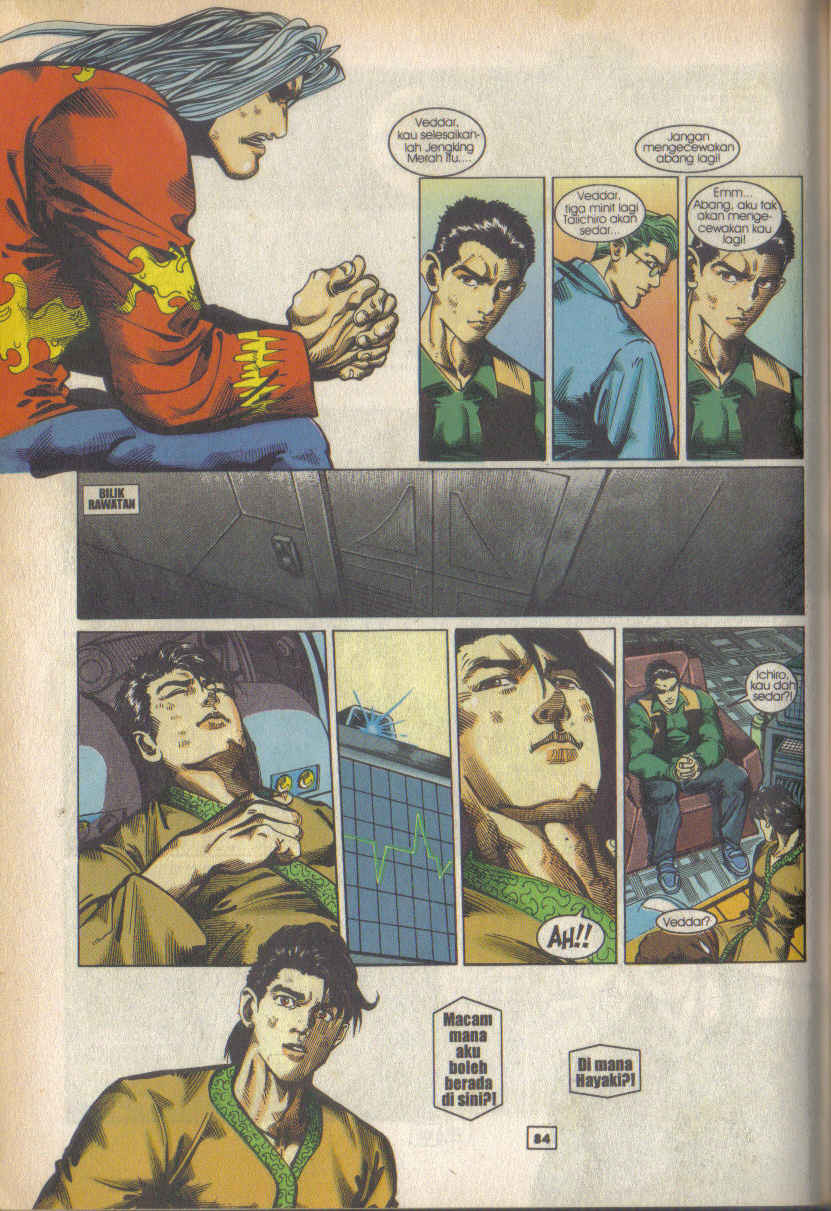 Veddar,
kau selesaikan-
lah Jengking
Merah itu....
Jangan
mengecewakan
abang lagi!
Veddar,
tiga minit lagi
Taiichiro akan
sedar...
Emm...
Abang, aku tak
akan menge-
cewakan kau
lagi!
BILIK
RAWATAN
AH!!
Ichiro,
kau dah
sedar?!
Veddar?
Macam
mana
aku
boleh
berada
di sini?!
Di mana
Hayaki?!
84